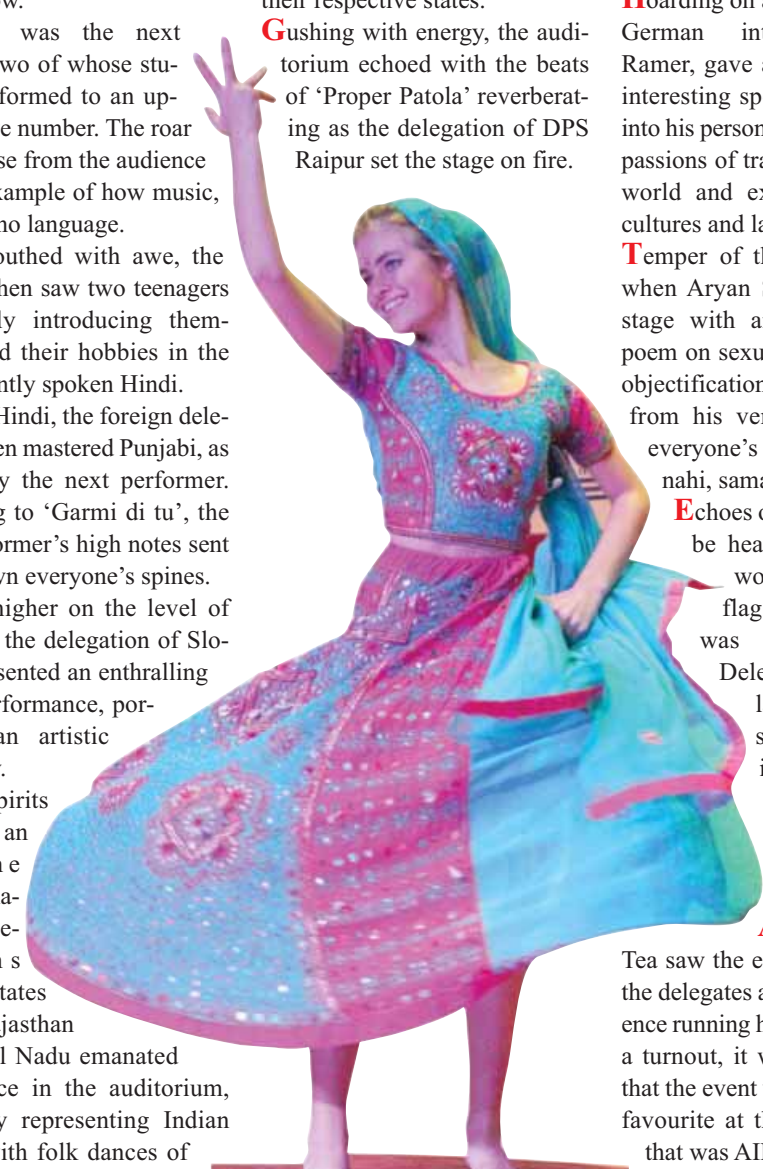 was the next
wo of whose stu-
formed to an up-
e number. The roar
se from the audience
xample of how music,
no language.
outhed with awe, the
hen saw two teenagers
ly introducing them-
d their hobbies in the
ntly spoken Hindi.
Hindi, the foreign dele-
en mastered Punjabi, as
y the next performer.
g to ‘Garmi di tu’, the
ormer’s high notes sent
wn everyone’s spines.
higher on the level of
the delegation of Slo-
sented an enthralling
rformance, por-
an artistic
pirits
an
n e
a-
e-
n s
tates
jasthan
l Nadu emanated
ce in the auditorium,
y representing Indian
ith folk dances of
their respective states.
Gushing with energy, the audi-
torium echoed with the beats
of ‘Proper Patola’ reverberat-
ing as the delegation of DPS
Raipur set the stage on fire.
Hoarding on
German int
Ramer, gave a
interesting sp
into his person
passions of tra
world and ex
cultures and la
Temper of th
when Aryan
stage with a
poem on sexu
objectification
from his ver
everyone’s
nahi, sama
Echoes
be hea
wo
flag
was
Dele
l
s
i
Tea saw the e
the delegates a
ence running h
a turnout, it
that the event
favourite at th
that was AI